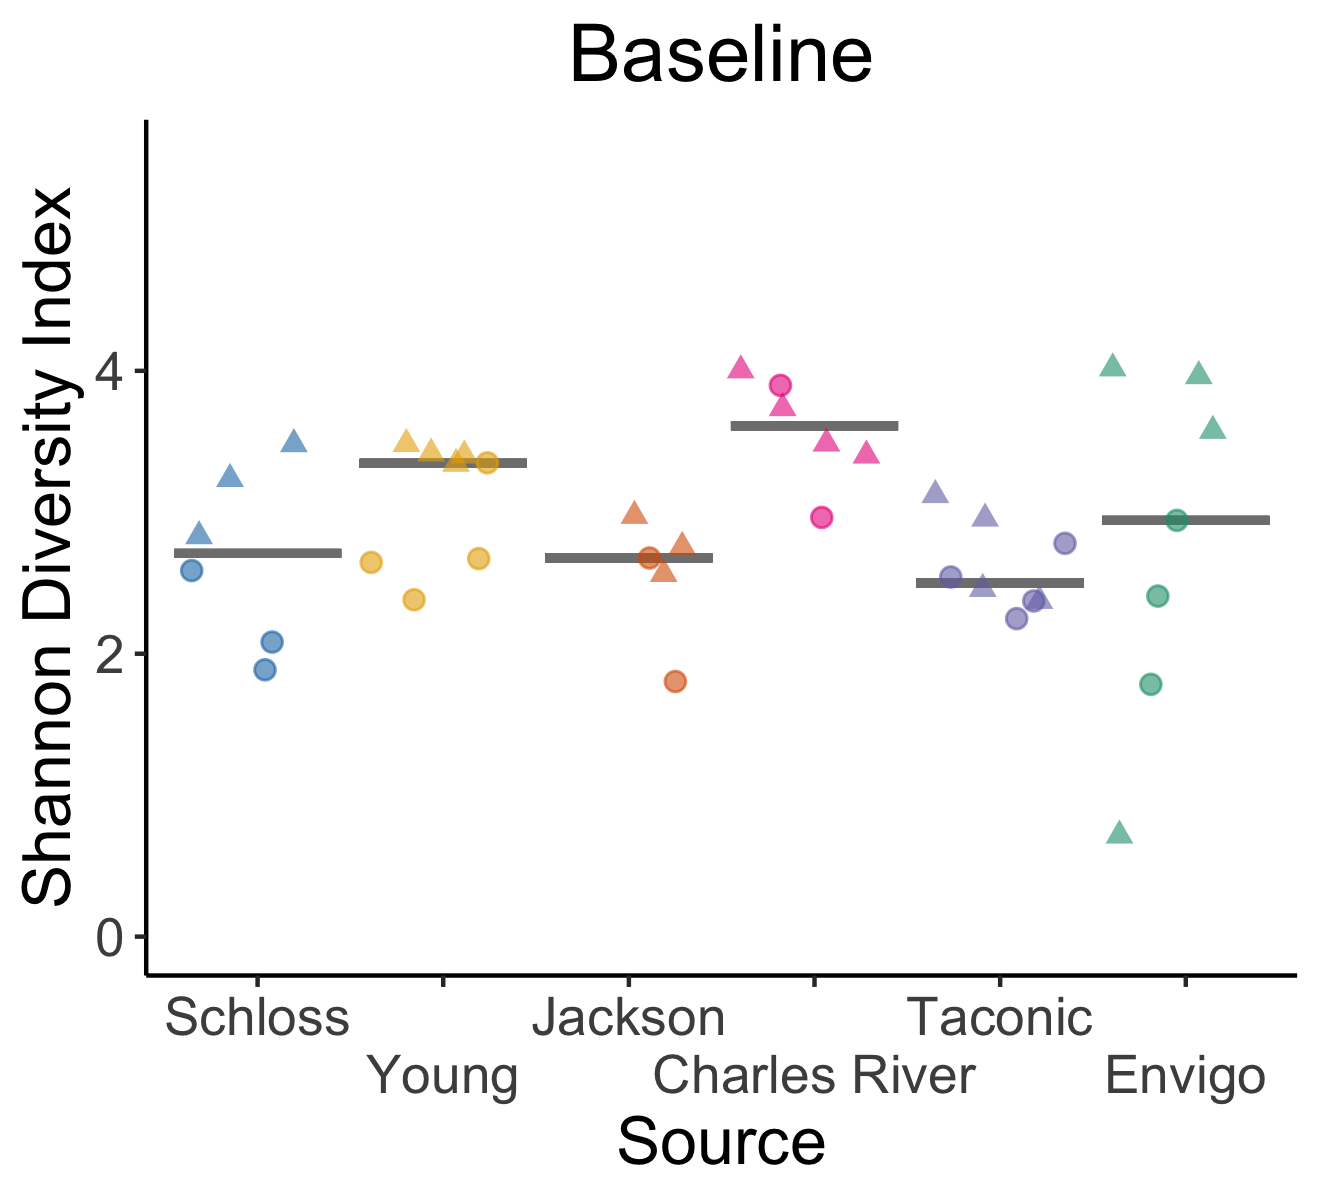 Baseline
Shannon Diversity Index
4
2
0
Schloss
Jackson
Taconic
Young
Charles River
Envigo
Source